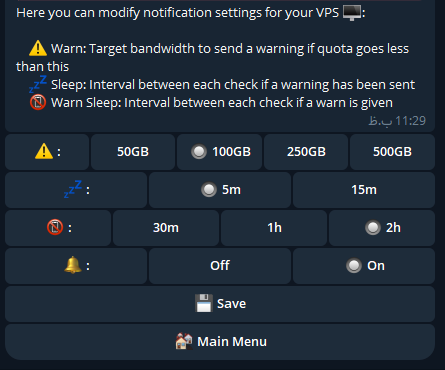 Here you can modify notification settings for your VPS 🖥️:
⚠️ Warn: Target bandwidth to send a warning if quota goes less
than this
💤 Sleep: Interval between each check if a warning has been sent
📵 Warn Sleep: Interval between each check if a warn is given
11:29 ب.ظ
⚠️ : 50GB 🔘 100GB 250GB 500GB
💤 : 🔘 5m 15m
📵 : 30m 1h 🔘 2h
🔔 : Off 🔘 On
💾 Save
🏘️ Main Menu